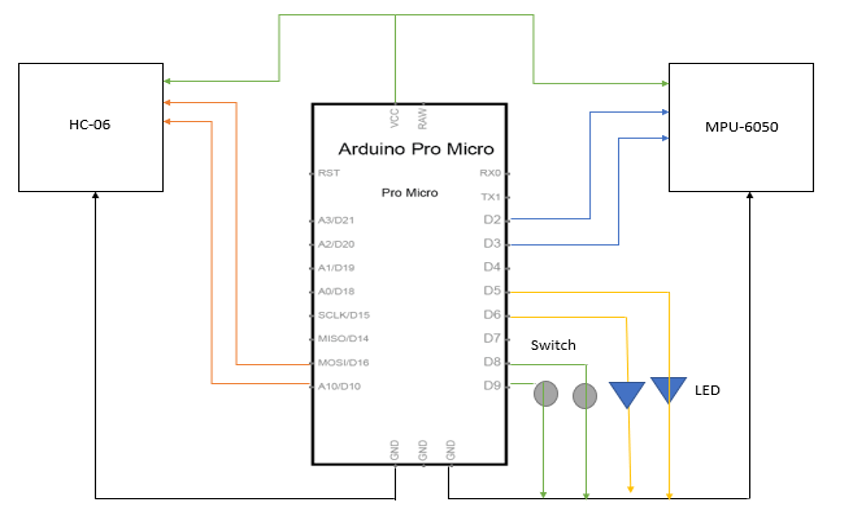 VCC
RAW
HC-06
MPU-6050
Arduino Pro Micro
Pro Micro
RST
RX0
TX1
A3/D21
D2
A2/D20
D3
A1/D19
D4
A0/D18
D5
SCLK/D15
D6
MISO/D14
D7
Switch
MOSI/D16
D8
A10/D10
D9
LED
GND
GND
GND